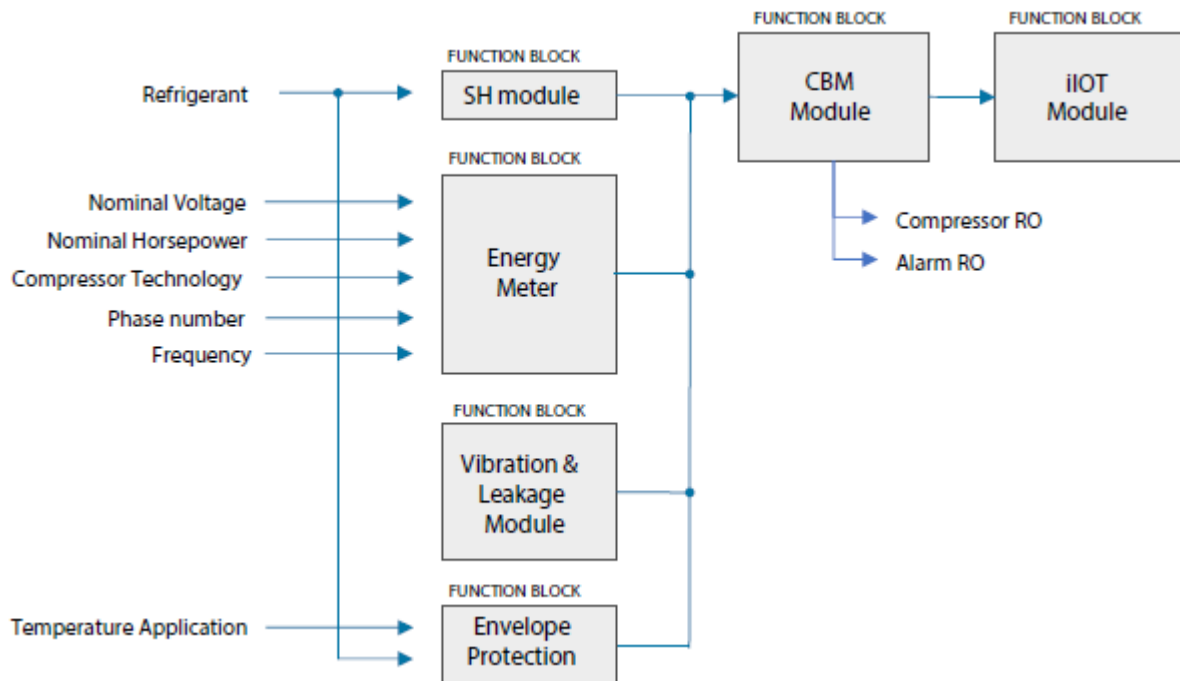 FUNCTION BLOCK
FUNCTION BLOCK
CBM
Module
iIOT
Module
FUNCTION BLOCK
Refrigerant
SH module
FUNCTION BLOCK
Nominal Voltage
Nominal Horsepower
Compressor Technology
Phase number
Frequency
Energy
Meter
Compressor RO
Alarm RO
FUNCTION BLOCK
Vibration &
Leakage
Module
FUNCTION BLOCK
Temperature Application
Envelope
Protection